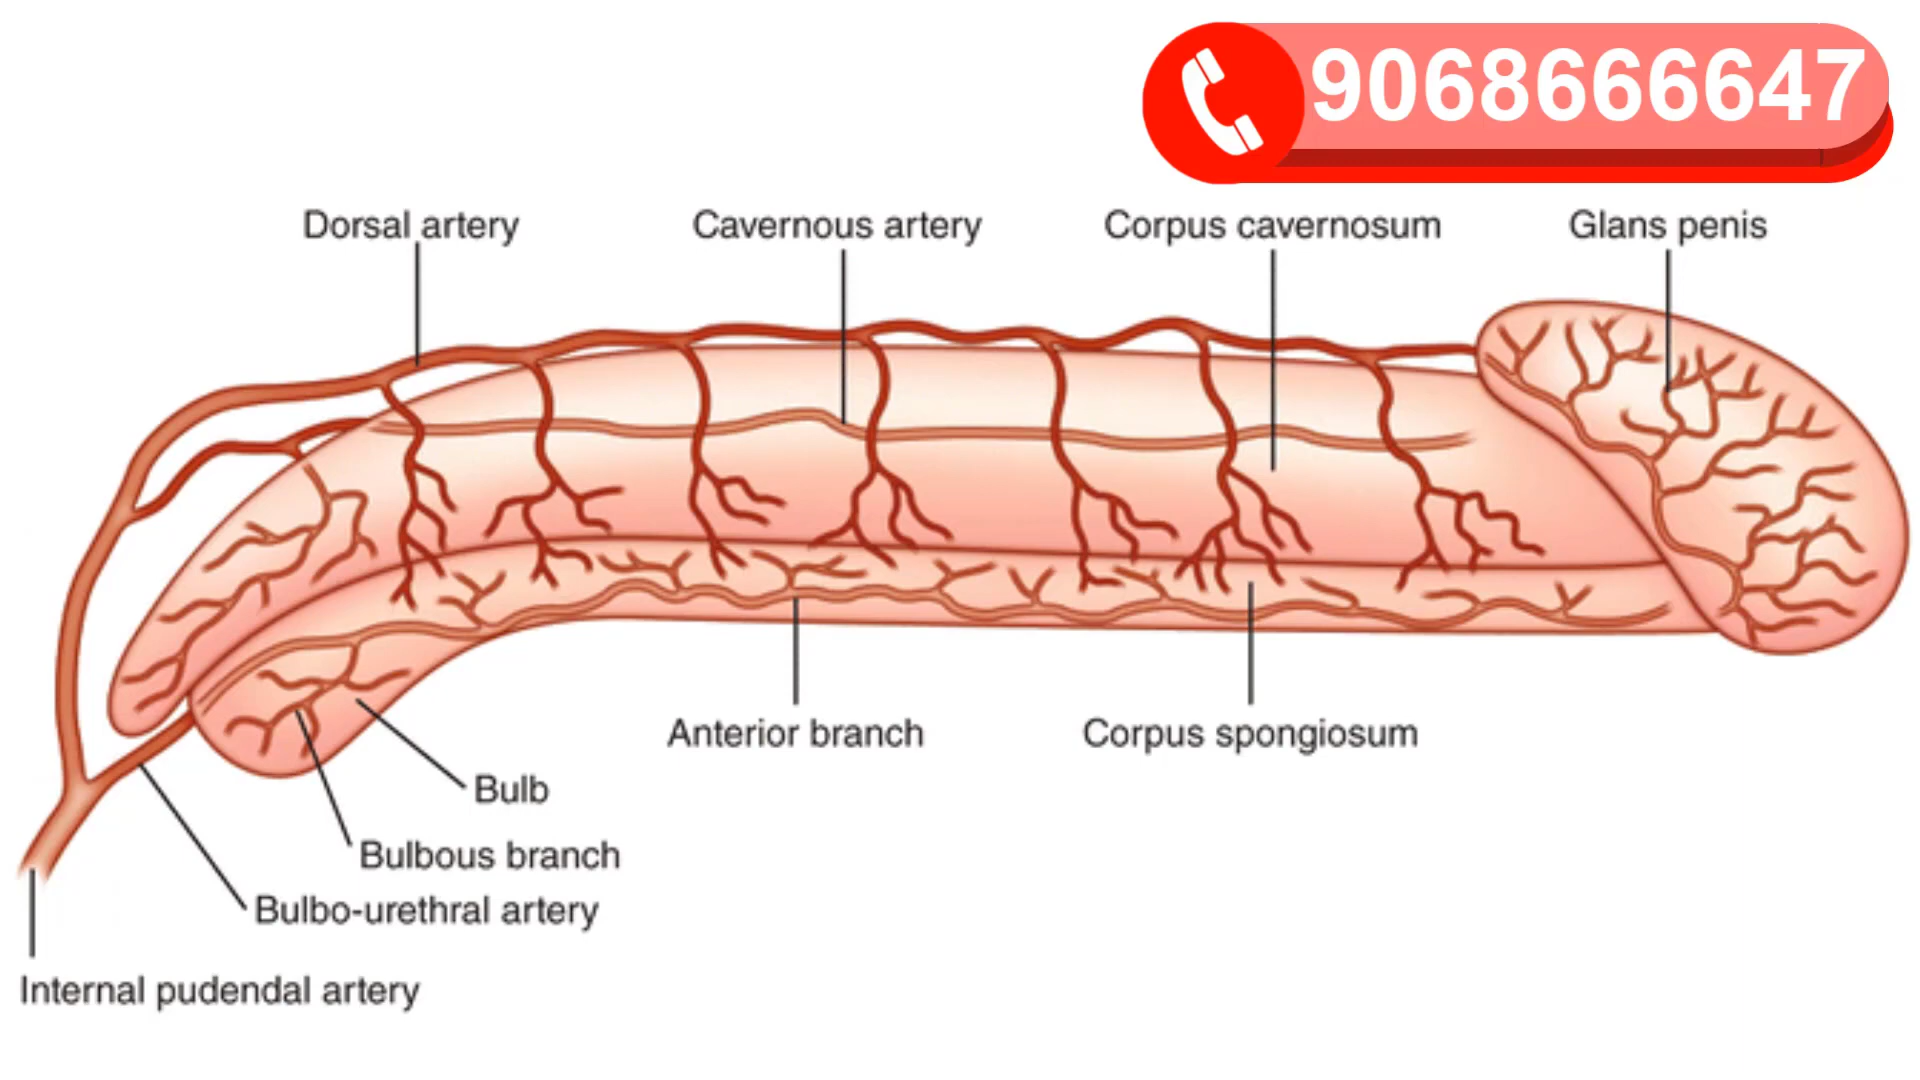 9068666647
Dorsal artery
Cavernous artery
Corpus cavernosum
Glans penis
Anterior branch
Corpus spongiosum
Bulb
Bulbous branch
Bulbo-urethral artery
Internal pudendal artery